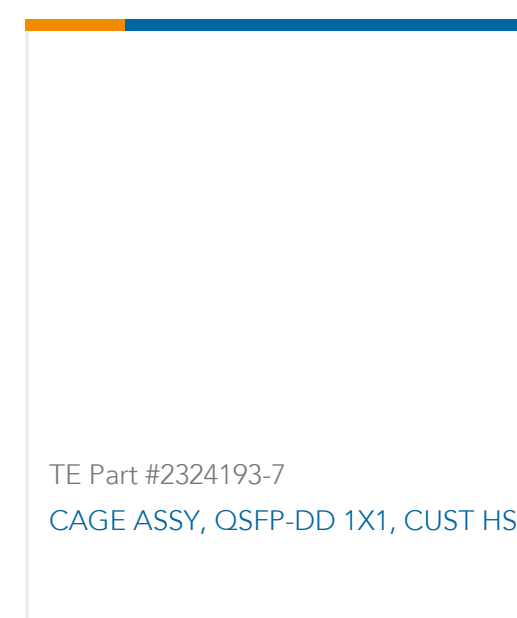 TE Part #2324193-7
CAGE ASSY, QSFP-DD 1X1, CUST HS